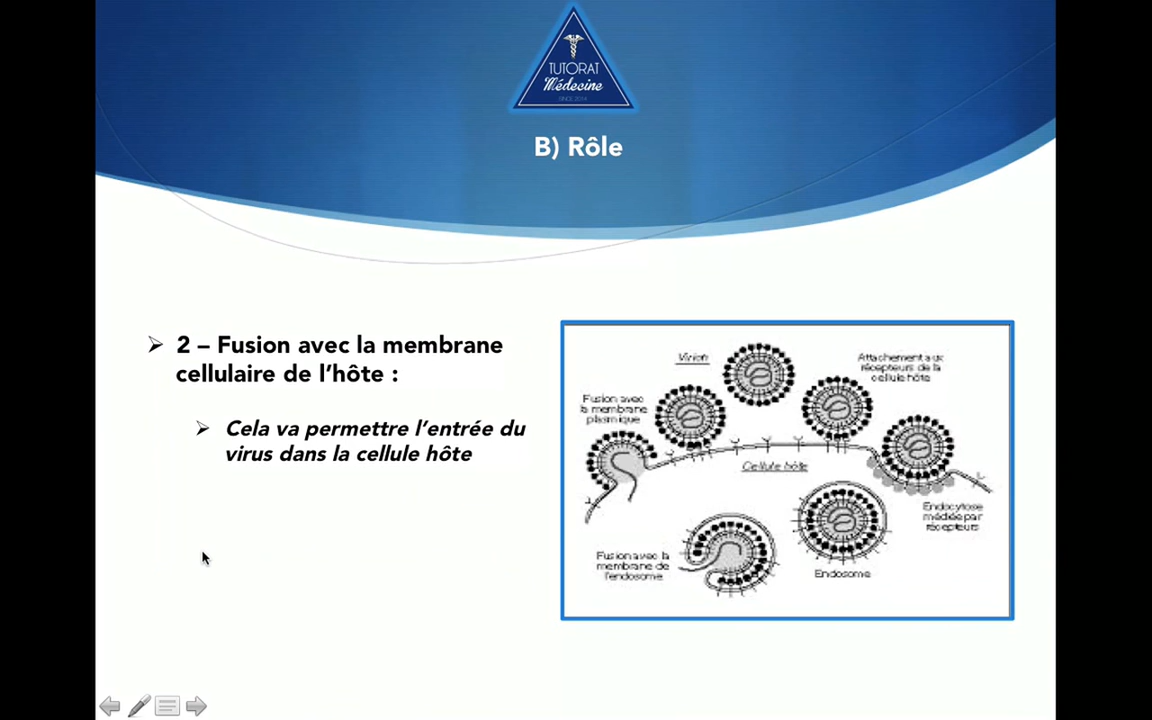 TUTORAT
Médecine
SINCE 2014
B) Rôle
2 – Fusion avec la membrane
cellulaire de l'hôte :
Cela va permettre l'entrée du
virus dans la cellule hôte
Virion
Attachement aux
récepteurs de la
cellule hôte
Fusion avec
la membrane
plasmique
Cellule hôte
Endocytose
médiée par
récepteurs
Fusion avec la
membrane de
l'endosome
Endosome